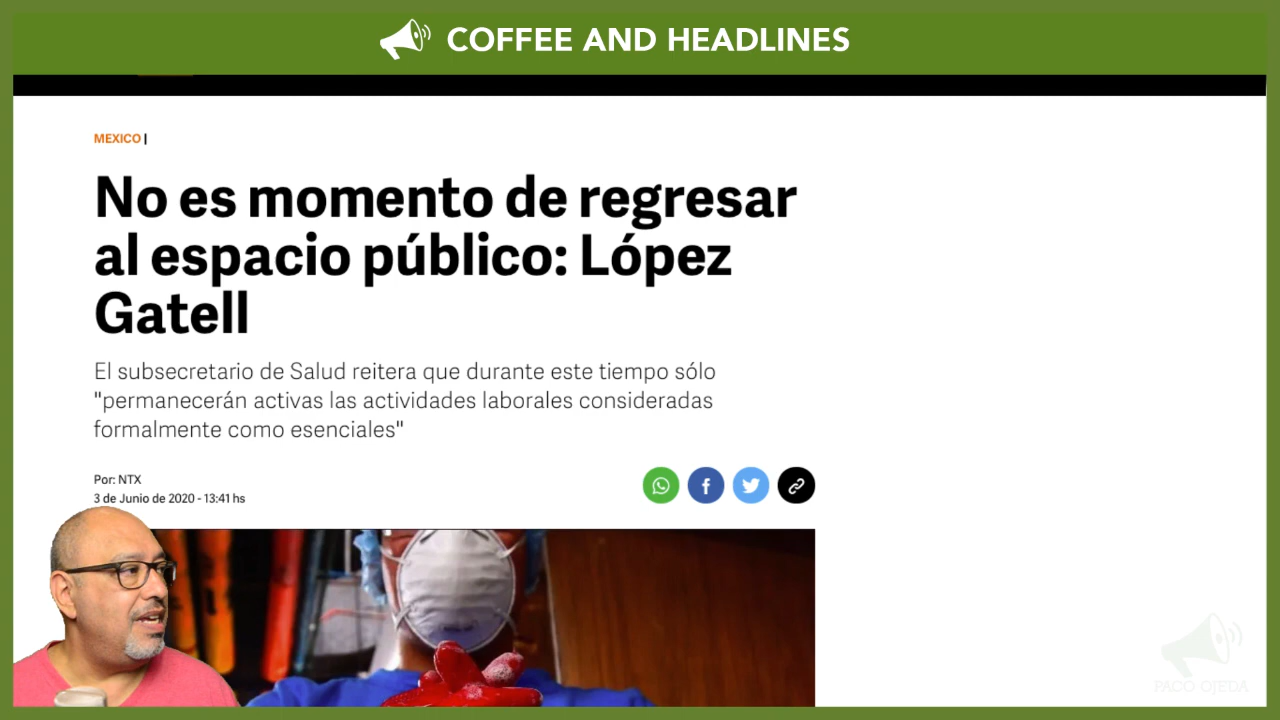 COFFEE AND HEADLINES
MEXICO |
No es momento de regresar
al espacio público: López
Gatell
El subsecretario de Salud reitera que durante este tiempo sólo
"permanecerán activas las actividades laborales consideradas
formalmente como esenciales"
Por: NTX
3 de Junio de 2020 - 13:41 hs
PACO OJEDA